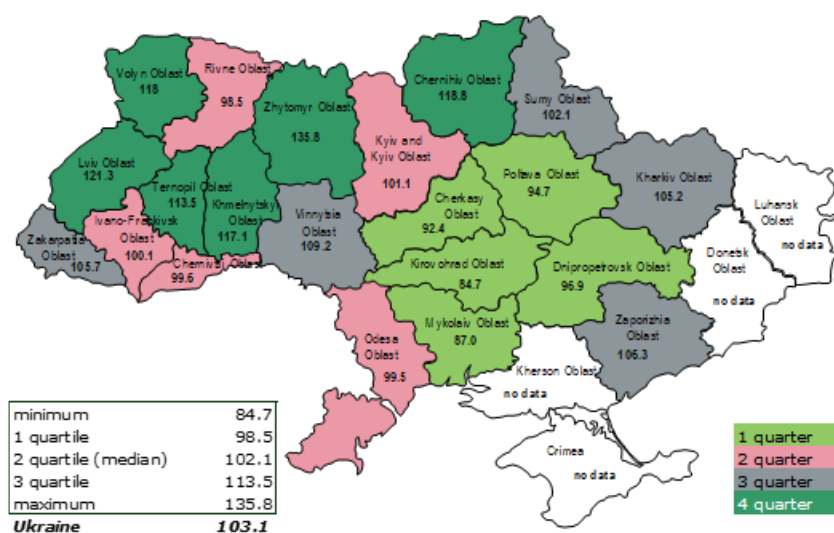 Volyn Oblast
118
Rivne Oblast
98.5
Zhytomyr Oblast
135.8
Kyiv and
Kyiv Oblast
101.1
Chernihiv Oblast
118.8
Sumy Oblast
102.1
Lviv Oblast
121.3
Ternopil Oblast
113.5
Khmelnytskyi
Oblast
117.1
Ivano-Frankivsk
Oblast
100.1
Zakarpattia
Oblast
105.7
Chernivtsi Oblast
99.6
Vinnytsia
Oblast
109.2
Cherkasy
Oblast
92.4
Poltava Oblast
94.7
Kharkiv Oblast
105.2
Luhansk
Oblast
no data
Donetsk
Oblast
no data
Kirovohrad Oblast
84.7
Dnipropetrovsk Oblast
96.9
Zaporizhia
Oblast
106.3
Mykolaiv Oblast
87.0
Odesa
Oblast
99.5
Kherson Oblast
no data
Crimea
no data
minimum 84.7
1 quartile 98.5
2 quartile (median) 102.1
3 quartile 113.5
maximum 135.8
Ukraine 103.1
1 quarter
2 quarter
3 quarter
4 quarter